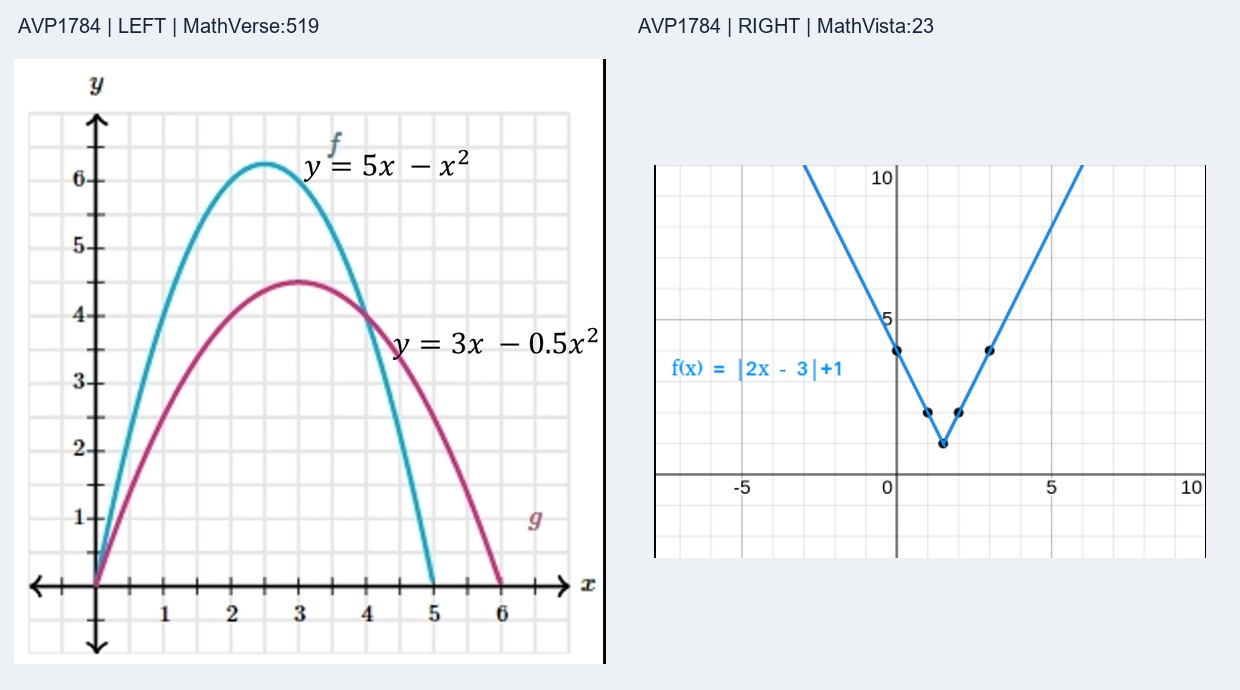 AVP1784 | LEFT | MathVerse:519
y
f
y = 5x − x²
6
5
4
y = 3x − 0.5x²
3
2
1
g
x
1 2 3 4 5 6
AVP1784 | RIGHT | MathVista:23
10
5
f(x) = |2x - 3|+1
-5 0 5 10